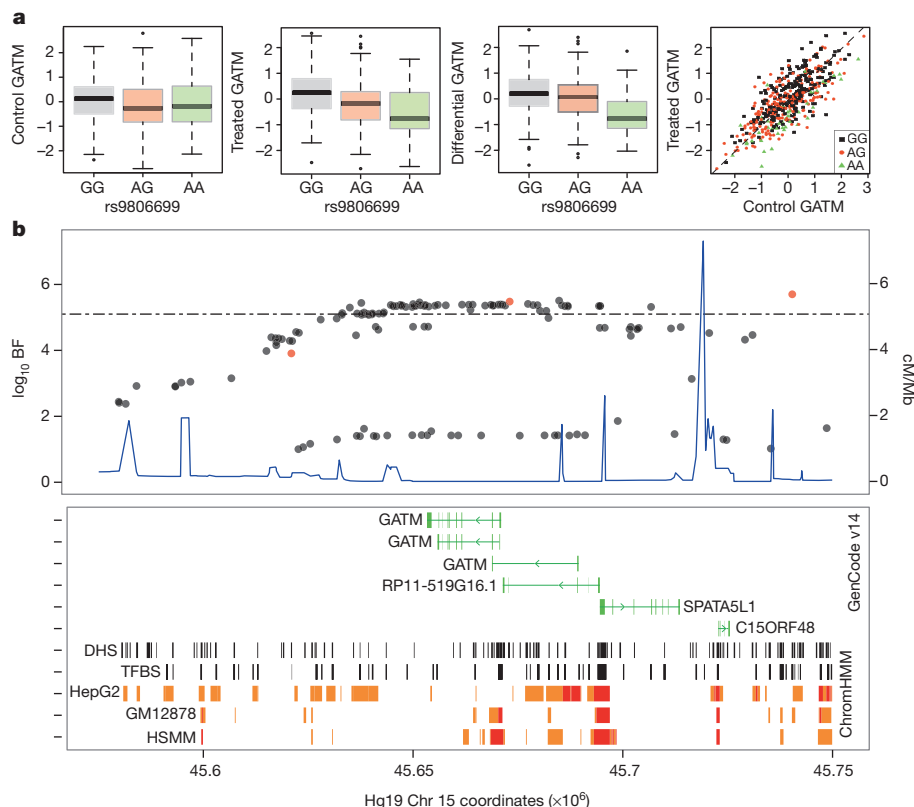 a
Control GATM
2
1
0
−1
−2
GG AG AA
rs9806699
Treated GATM
2
1
0
−1
−2
GG AG AA
rs9806699
Differential GATM
2
1
0
−1
−2
GG AG AA
rs9806699
Treated GATM
2
1
0
−1
−2
GG
AG
AA
−2 −1 0 1 2 3
Control GATM
b
log10 BF
6
4
2
0
6
4
2
0
cM/Mb
GATM
GATM
GATM
RP11-519G16.1
SPATA5L1
C15ORF48
GenCode v14
DHS
TFBS
HepG2
GM12878
HSMM
ChromHMM
45.6 45.65 45.7 45.75
Hg19 Chr 15 coordinates (×10⁶)